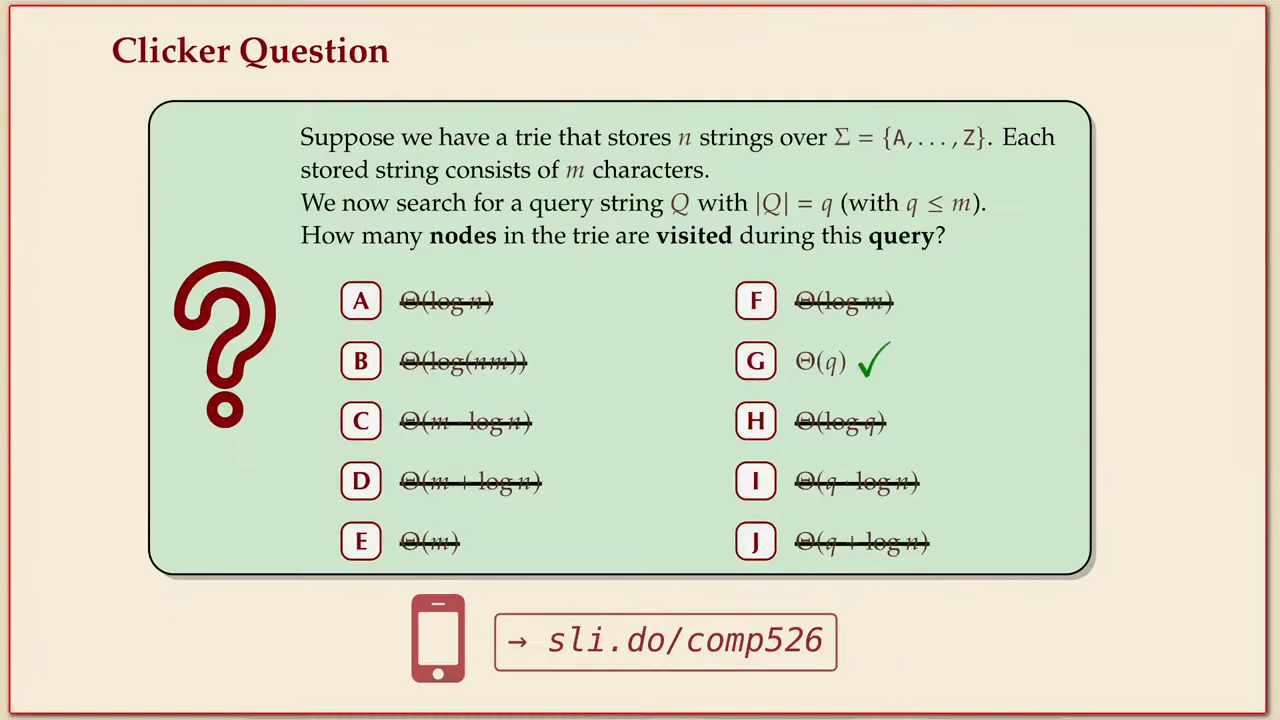 Clicker Question
Suppose we have a trie that stores n strings over Σ = {A, . . . , Z}. Each
stored string consists of m characters.
We now search for a query string Q with |Q| = q (with q ≤ m).
How many nodes in the trie are visited during this query?
A Θ(log n)
B Θ(log(nm))
C Θ(m · log n)
D Θ(m + log n)
E Θ(m)
F Θ(log m)
G Θ(q) ✓
H Θ(log q)
I Θ(q · log n)
J Θ(q + log n)
→ sli.do/comp526